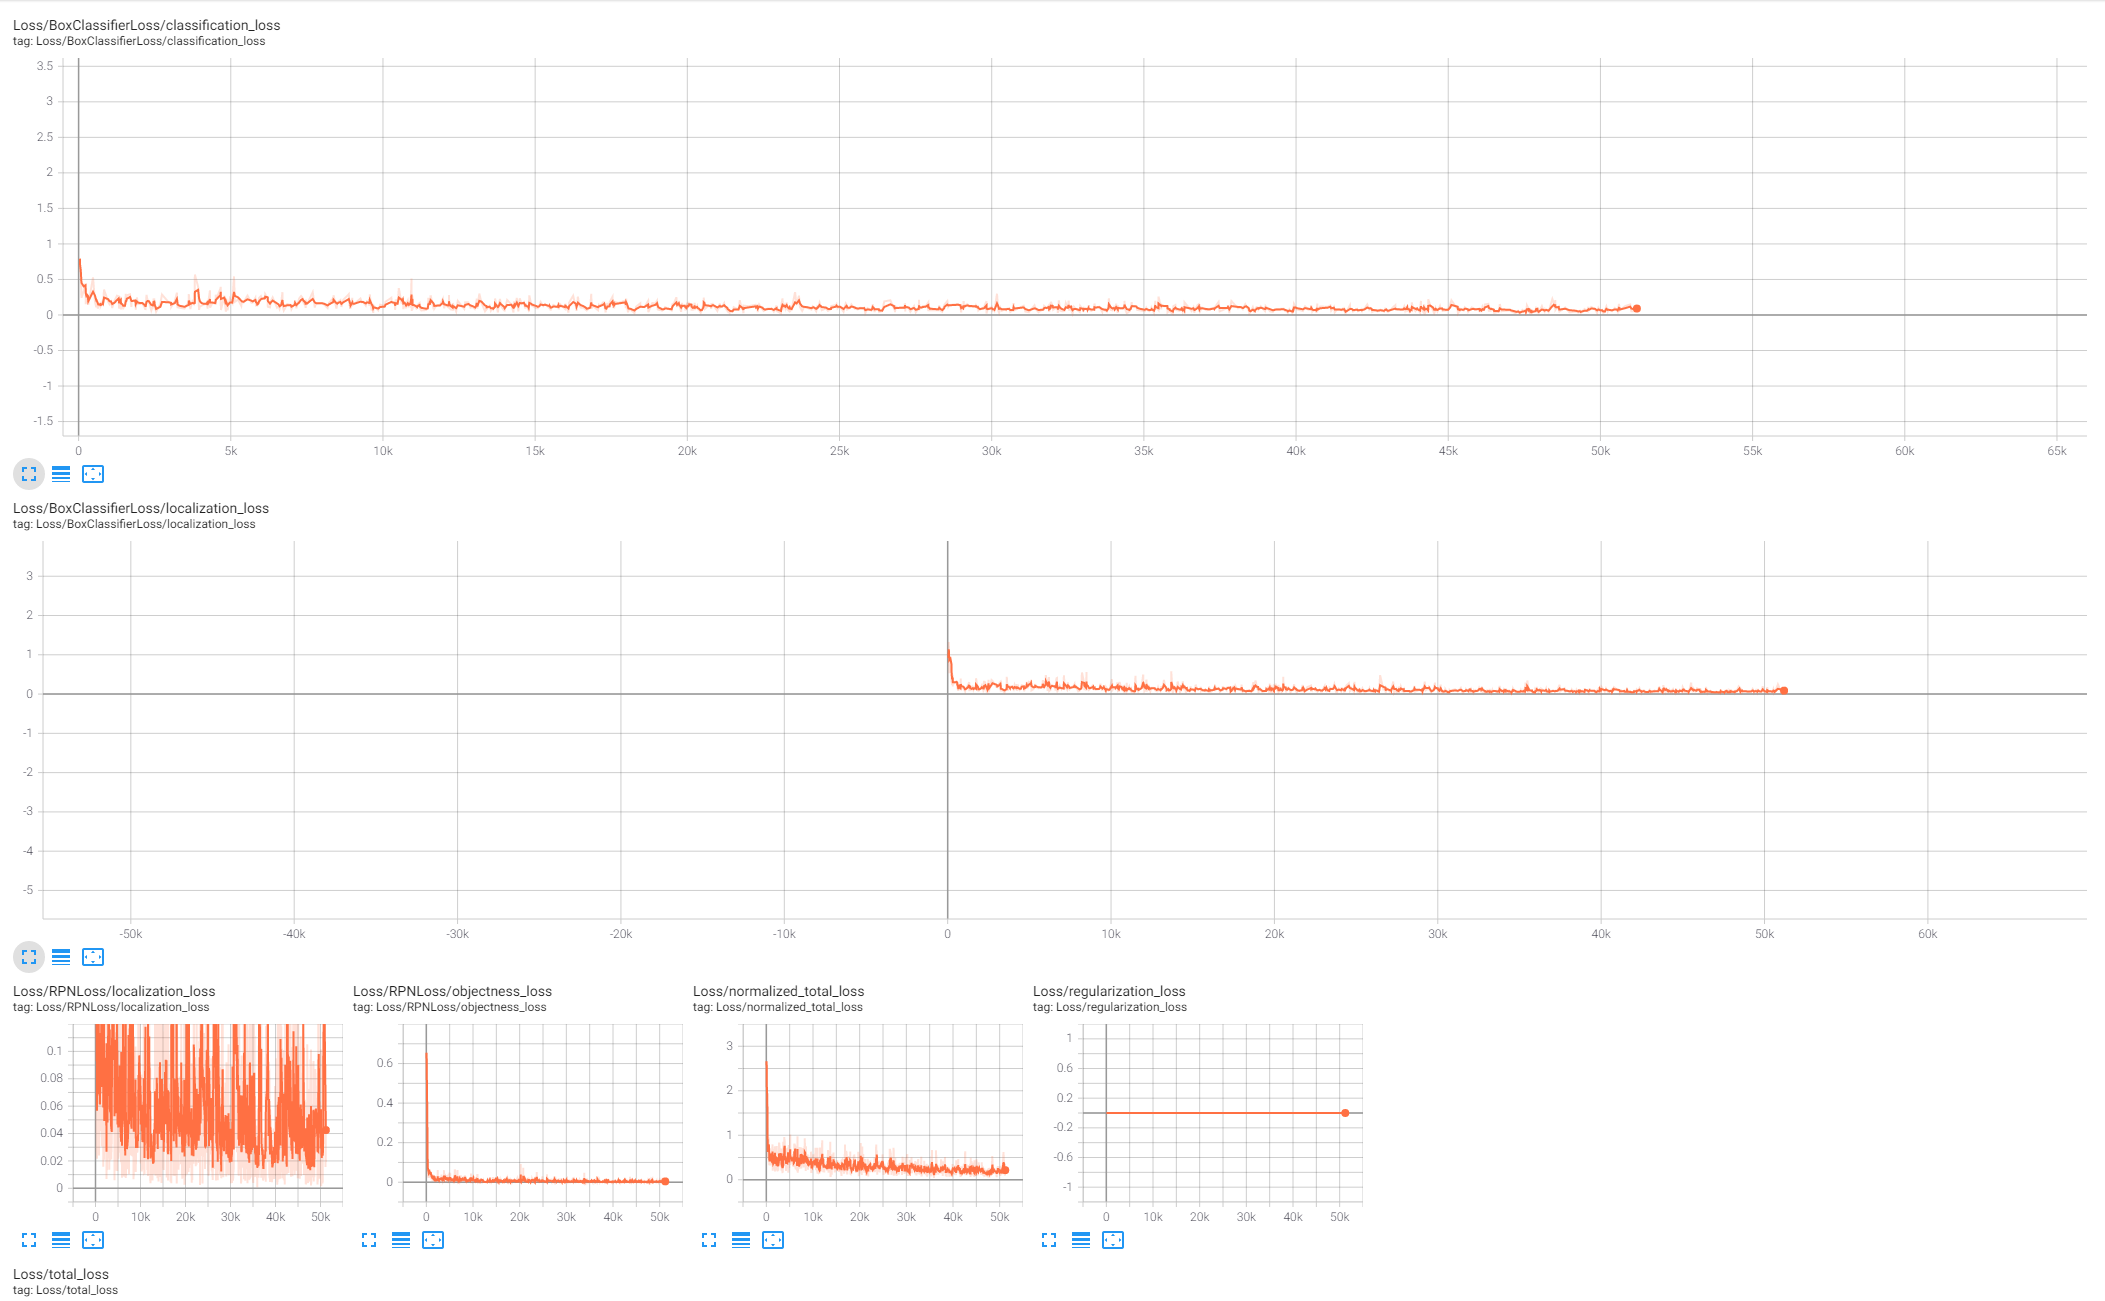 Loss/BoxClassifierLoss/classification_loss
tag: Loss/BoxClassifierLoss/classification_loss
3.5
3
2.5
2
1.5
1
0.5
0
-0.5
-1
-1.5
0 5k 10k 15k 20k 25k 30k 35k 40k 45k 50k 55k 60k 65k
Loss/BoxClassifierLoss/localization_loss
tag: Loss/BoxClassifierLoss/localization_loss
3
2
1
0
-1
-2
-3
-4
-5
-50k -40k -30k -20k -10k 0 10k 20k 30k 40k 50k 60k
Loss/RPNLoss/localization_loss
tag: Loss/RPNLoss/localization_loss
0.1
0.08
0.06
0.04
0.02
0
0 10k 20k 30k 40k 50k
Loss/RPNLoss/objectness_loss
tag: Loss/RPNLoss/objectness_loss
0.6
0.4
0.2
0
0 10k 20k 30k 40k 50k
Loss/normalized_total_loss
tag: Loss/normalized_total_loss
3
2
1
0
0 10k 20k 30k 40k 50k
Loss/regularization_loss
tag: Loss/regularization_loss
1
0.6
0.2
-0.2
-0.6
-1
0 10k 20k 30k 40k 50k
Loss/total_loss
tag: Loss/total_loss